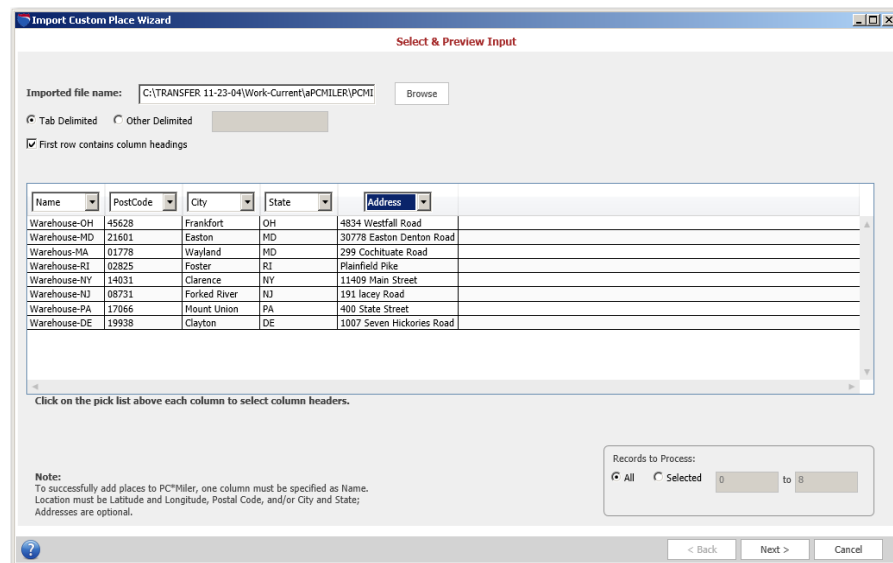 Import Custom Place Wizard
Select & Preview Input
Imported file name: C:\TRANSFER 11-23-04\Work-Current\aPCMILER\PCMI Browse
Tab Delimited Other Delimited
First row contains column headings
Name PostCode City State Address
Warehouse-OH 45628 Frankfort OH 4834 Westfall Road
Warehouse-MD 21601 Easton MD 30778 Easton Denton Road
Warehous-MA 01778 Wayland MD 299 Cochituate Road
Warehouse-RI 02825 Foster RI Plainfield Pike
Warehouse-NY 14031 Clarence NY 11409 Main Street
Warehouse-NJ 08731 Forked River NJ 191 lacey Road
Warehouse-PA 17066 Mount Union PA 400 State Street
Warehouse-DE 19938 Clayton DE 1007 Seven Hickories Road
Click on the pick list above each column to select column headers.
Records to Process:
All Selected 0 to 8
Note:
To successfully add places to PC*Miler, one column must be specified as Name.
Location must be Latitude and Longitude, Postal Code, and/or City and State;
Addresses are optional.
? < Back Next > Cancel